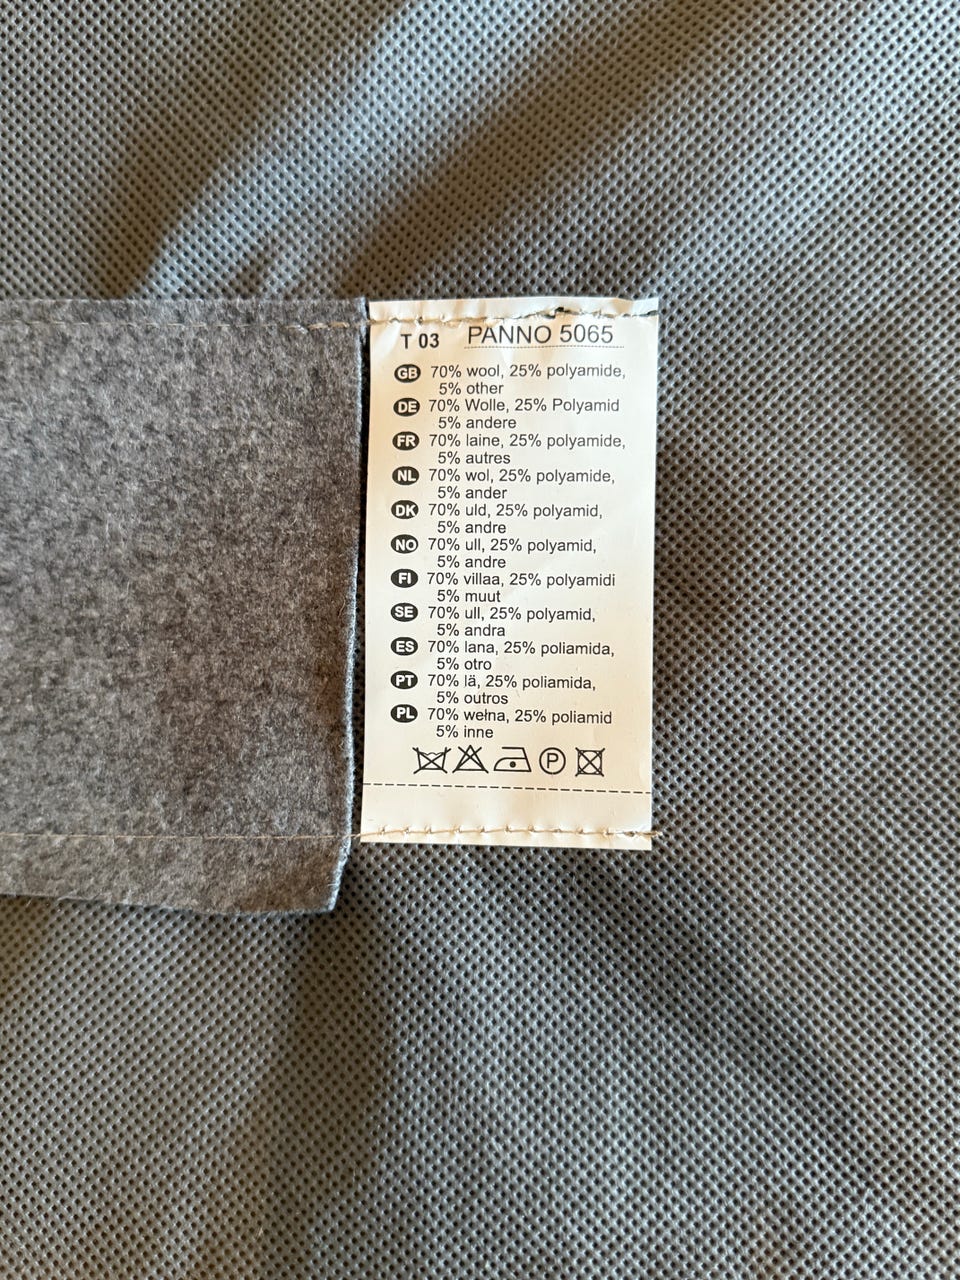 T 03 PANNO 5065
GB 70% wool, 25% polyamide,
5% other
DE 70% Wolle, 25% Polyamid
5% andere
FR 70% laine, 25% polyamide,
5% autres
NL 70% wol, 25% polyamide,
5% ander
DK 70% uld, 25% polyamid,
5% andre
NO 70% ull, 25% polyamid,
5% andre
FI 70% villaa, 25% polyamidi
5% muut
SE 70% ull, 25% polyamid,
5% andra
ES 70% lana, 25% poliamida,
5% otro
PT 70% lä, 25% poliamida,
5% outros
PL 70% wełna, 25% poliamid
5% inne
P